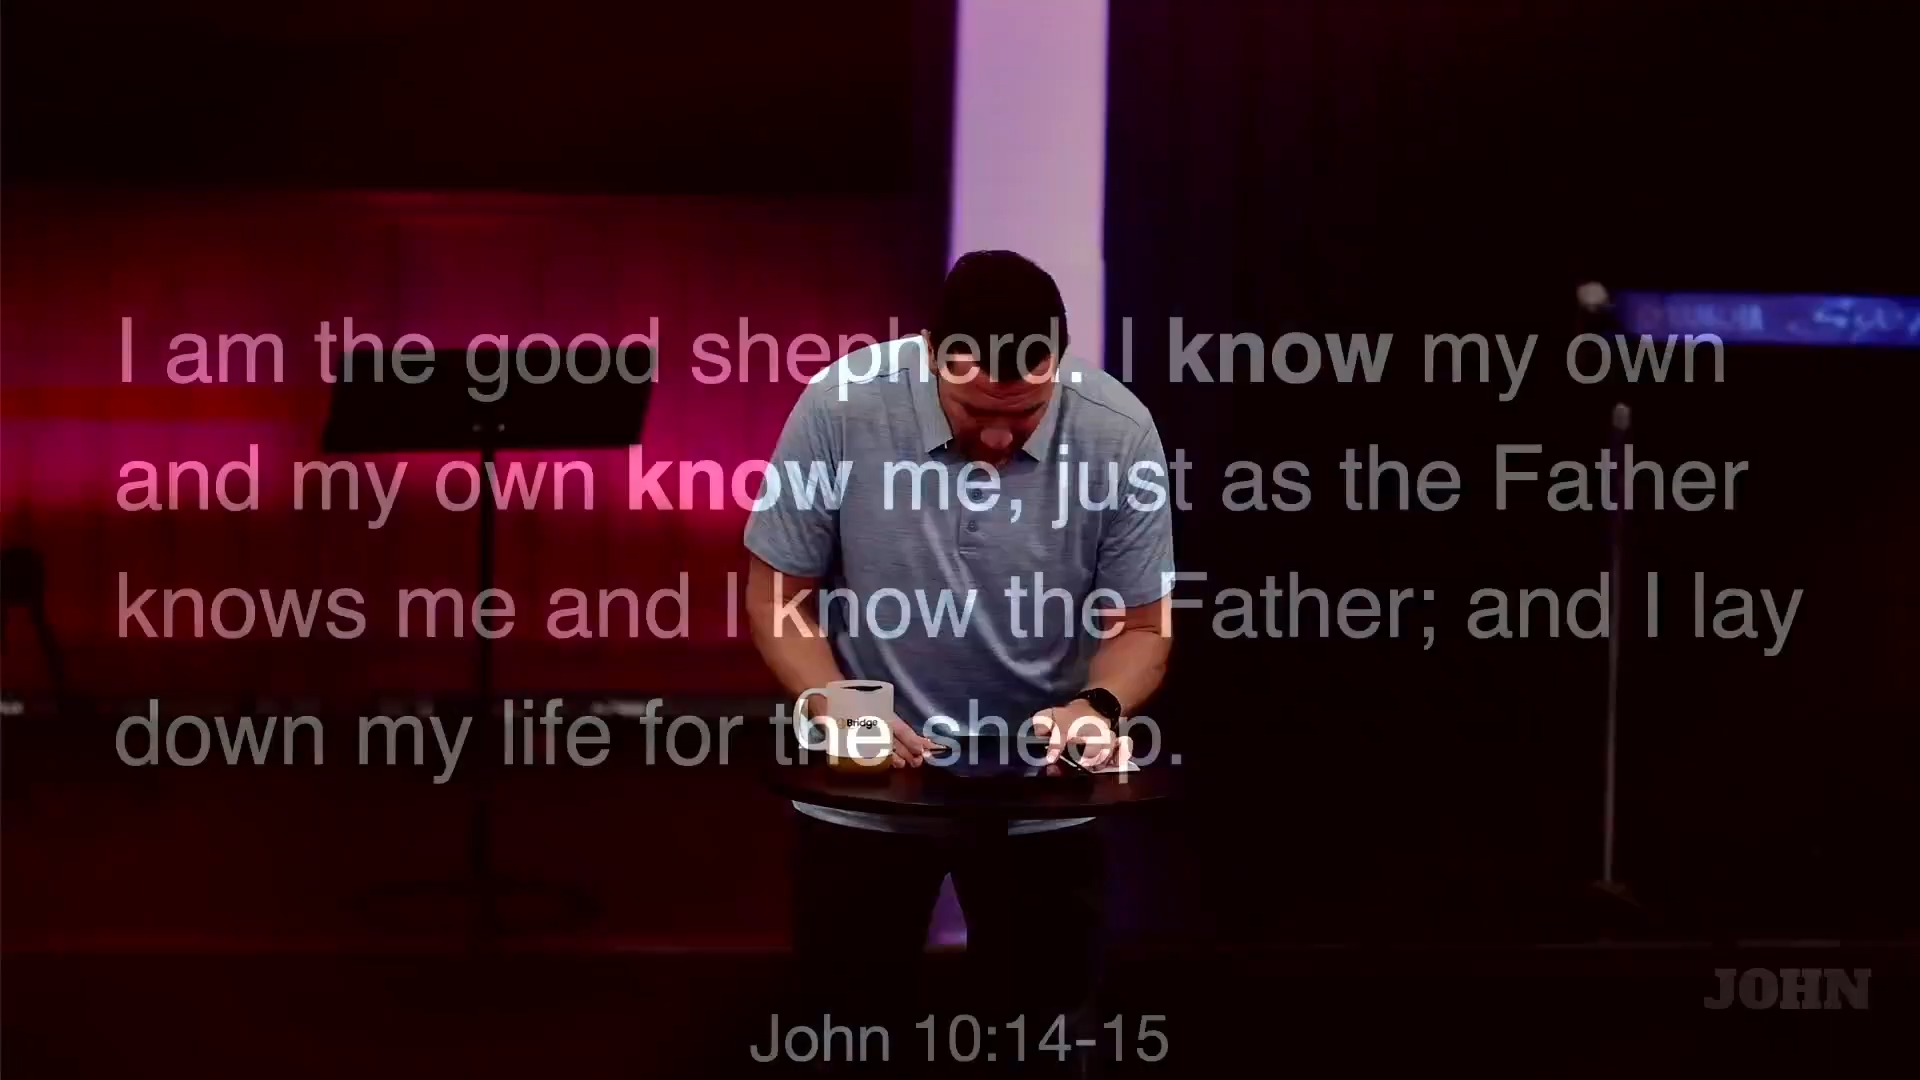 I am the good shepherd. I know my own
and my own know me, just as the Father
knows me and I know the Father; and I lay
down my life for the sheep.
Bridge
JOHN
John 10:14-15